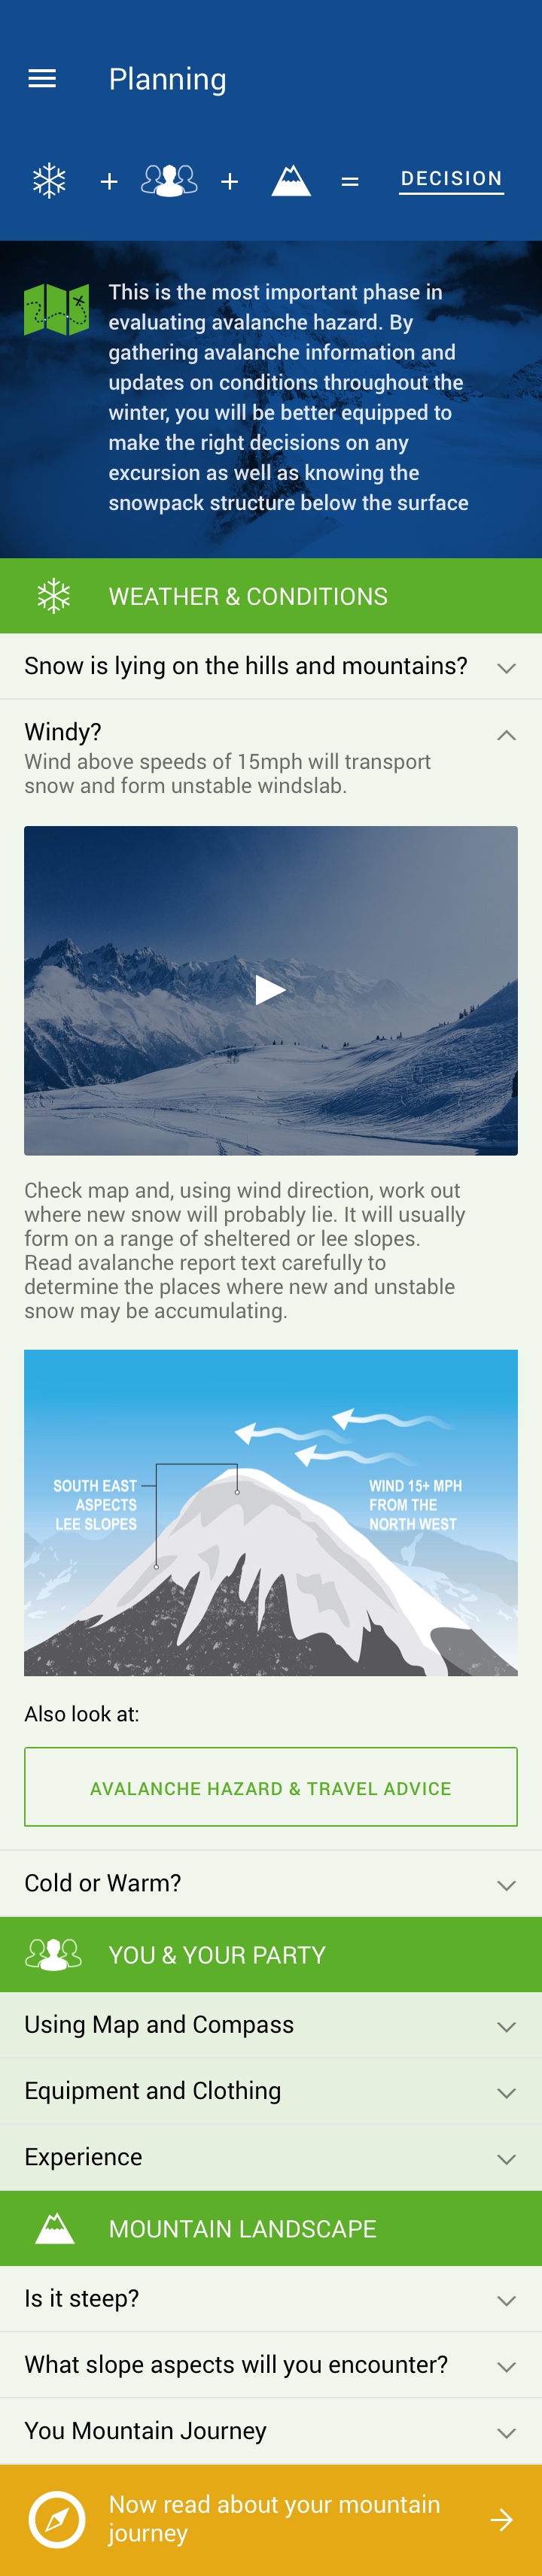 Planning
+ + = DECISION
This is the most important phase in
evaluating avalanche hazard. By
gathering avalanche information and
updates on conditions throughout the
winter, you will be better equipped to
make the right decisions on any
excursion as well as knowing the
snowpack structure below the surface
WEATHER & CONDITIONS
Snow is lying on the hills and mountains?
Windy?
Wind above speeds of 15mph will transport
snow and form unstable windslab.
Check map and, using wind direction, work out
where new snow will probably lie. It will usually
form on a range of sheltered or lee slopes.
Read avalanche report text carefully to
determine the places where new and unstable
snow may be accumulating.
SOUTH EAST
ASPECTS
LEE SLOPES
WIND 15+ MPH
FROM THE
NORTH WEST
Also look at:
AVALANCHE HAZARD & TRAVEL ADVICE
Cold or Warm?
YOU & YOUR PARTY
Using Map and Compass
Equipment and Clothing
Experience
MOUNTAIN LANDSCAPE
Is it steep?
What slope aspects will you encounter?
You Mountain Journey
Now read about your mountain
journey